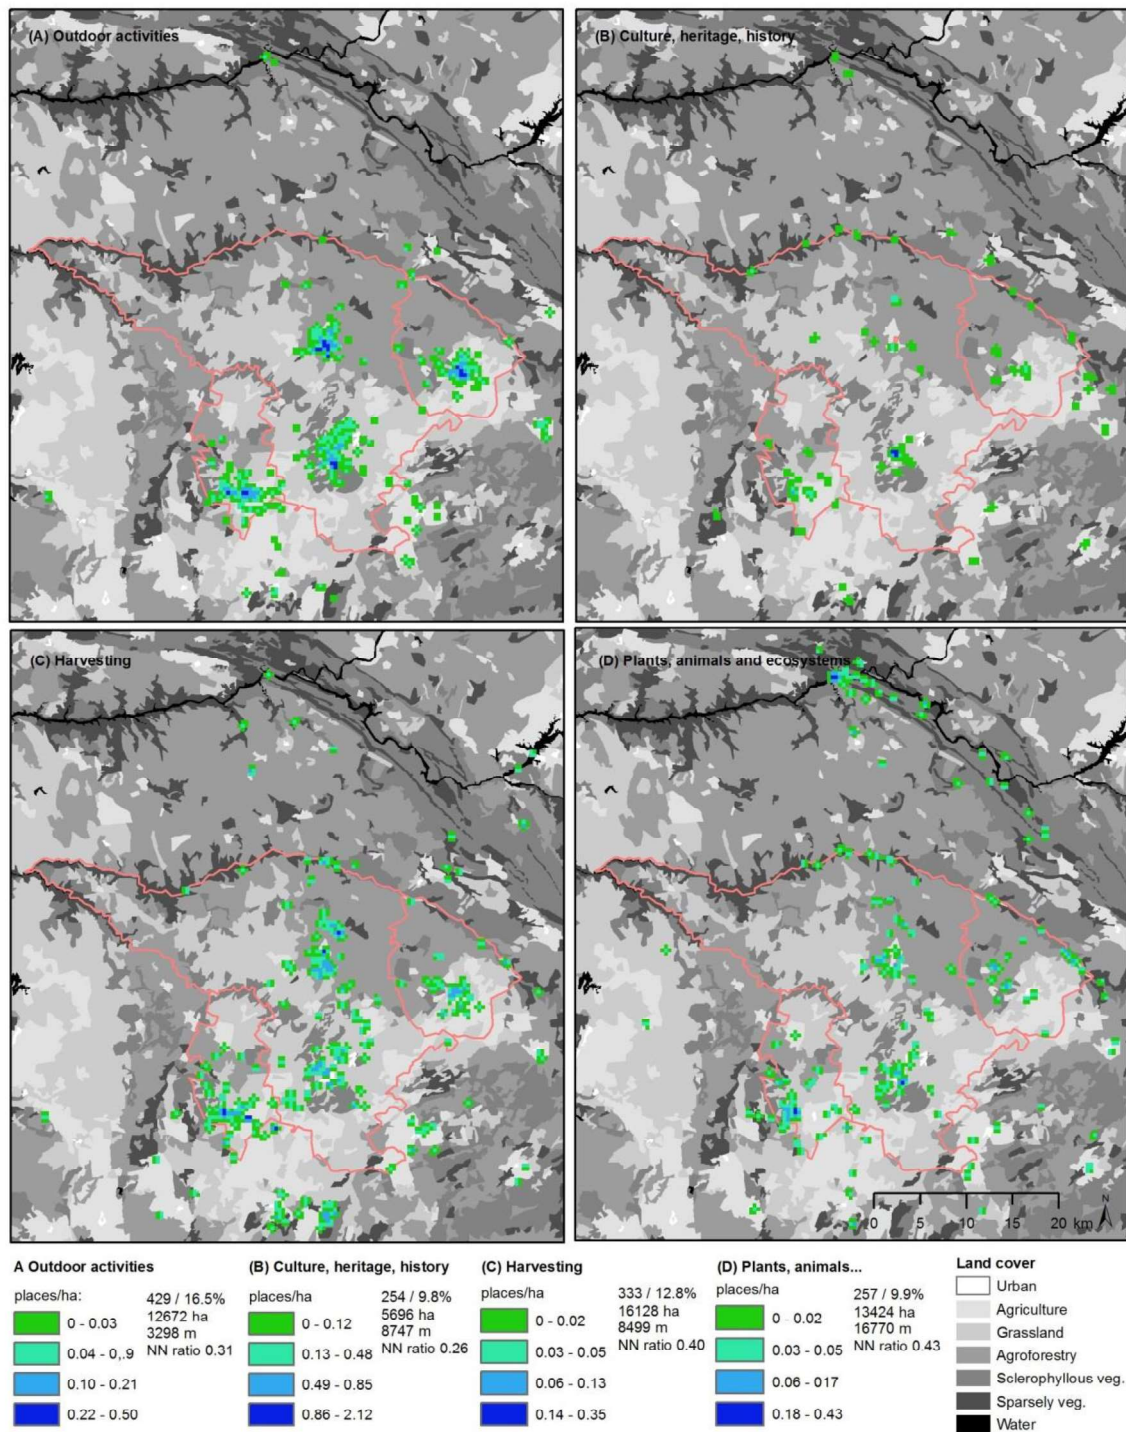 (A) Outdoor activities
(B) Culture, heritage, history
(C) Harvesting
(D) Plants, animals and ecosystems
0 5 10 15 20 km
N
A Outdoor activities
places/ha:
0 - 0.03
0.04 - 0,.9
0.10 - 0.21
0.22 - 0.50
429 / 16.5%
12672 ha
3298 m
NN ratio 0.31
(B) Culture, heritage, history
places/ha
0 - 0.12
0.13 - 0.48
0.49 - 0.85
0.86 - 2.12
254 / 9.8%
5696 ha
8747 m
NN ratio 0.26
(C) Harvesting
places/ha
0 - 0.02
0.03 - 0.05
0.06 - 0.13
0.14 - 0.35
333 / 12.8%
16128 ha
8499 m
NN ratio 0.40
(D) Plants, animals...
places/ha
0 - 0.02
0.03 - 0.05
0.06 - 017
0.18 - 0.43
257 / 9.9%
13424 ha
16770 m
NN ratio 0.43
Land cover
Urban
Agriculture
Grassland
Agroforestry
Sclerophyllous veg.
Sparsely veg.
Water